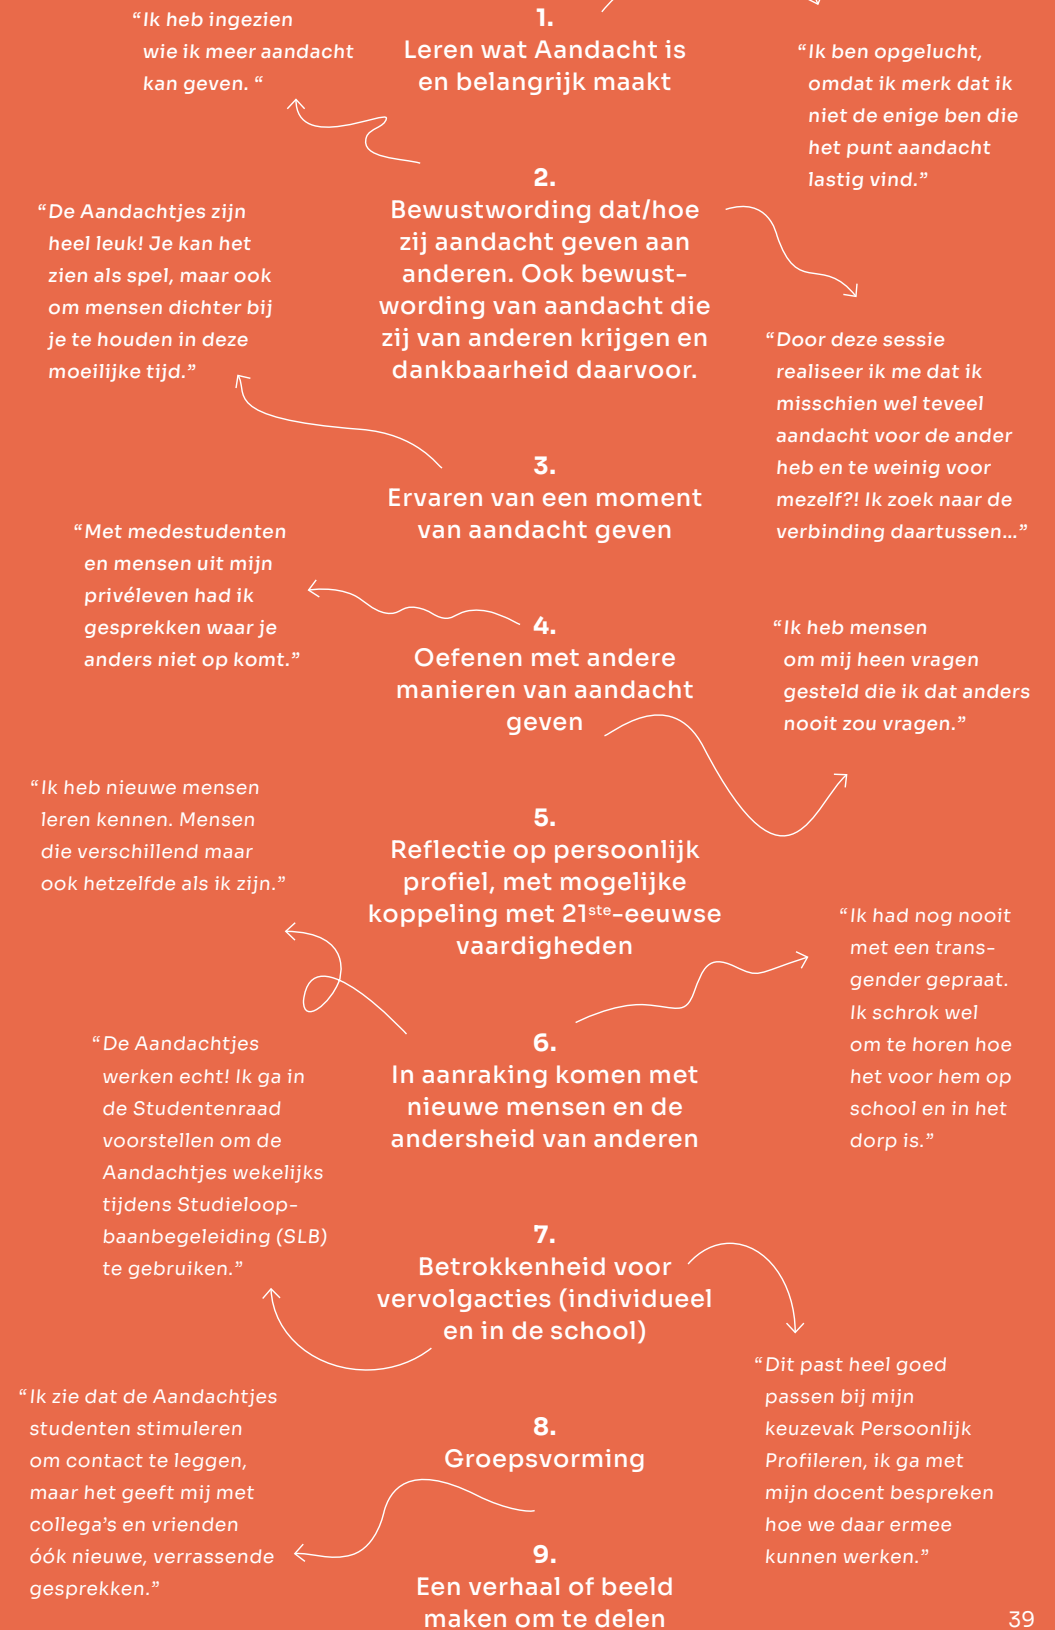 “Ik heb ingezien
wie ik meer aandacht
kan geven. “
1.
Leren wat Aandacht is
en belangrijk maakt
“Ik ben opgelucht,
omdat ik merk dat ik
niet de enige ben die
het punt aandacht
lastig vind.”
2.
Bewustwording dat/hoe
zij aandacht geven aan
anderen. Ook bewust-
wording van aandacht die
zij van anderen krijgen en
dankbaarheid daarvoor.
“De Aandachtjes zijn
heel leuk! Je kan het
zien als spel, maar ook
om mensen dichter bij
je te houden in deze
moeilijke tijd.”
“Door deze sessie
realiseer ik me dat ik
misschien wel teveel
aandacht voor de ander
heb en te weinig voor
mezelf?! Ik zoek naar de
verbinding daartussen...”
3.
Ervaren van een moment
van aandacht geven
“Met medestudenten
en mensen uit mijn
privéleven had ik
gesprekken waar je
anders niet op komt.”
4.
Oefenen met andere
manieren van aandacht
geven
“Ik heb mensen
om mij heen vragen
gesteld die ik dat anders
nooit zou vragen.”
“Ik heb nieuwe mensen
leren kennen. Mensen
die verschillend maar
ook hetzelfde als ik zijn.”
5.
Reflectie op persoonlijk
profiel, met mogelijke
koppeling met 21ste-eeuwse
vaardigheden
“Ik had nog nooit
met een trans-
gender gepraat.
Ik schrok wel
om te horen hoe
het voor hem op
school en in het
dorp is.”
6.
In aanraking komen met
nieuwe mensen en de
andersheid van anderen
“De Aandachtjes
werken echt! Ik ga in
de Studentenraad
voorstellen om de
Aandachtjes wekelijks
tijdens Studieloop-
baanbegeleiding (SLB)
te gebruiken.”
7.
Betrokkenheid voor
vervolgacties (individueel
en in de school)
“Dit past heel goed
passen bij mijn
keuzevak Persoonlijk
Profileren, ik ga met
mijn docent bespreken
hoe we daar ermee
kunnen werken.”
“Ik zie dat de Aandachtjes
studenten stimuleren
om contact te leggen,
maar het geeft mij met
collega’s en vrienden
óók nieuwe, verrassende
gesprekken.”
8.
Groepsvorming
9.
Een verhaal of beeld
maken om te delen
39